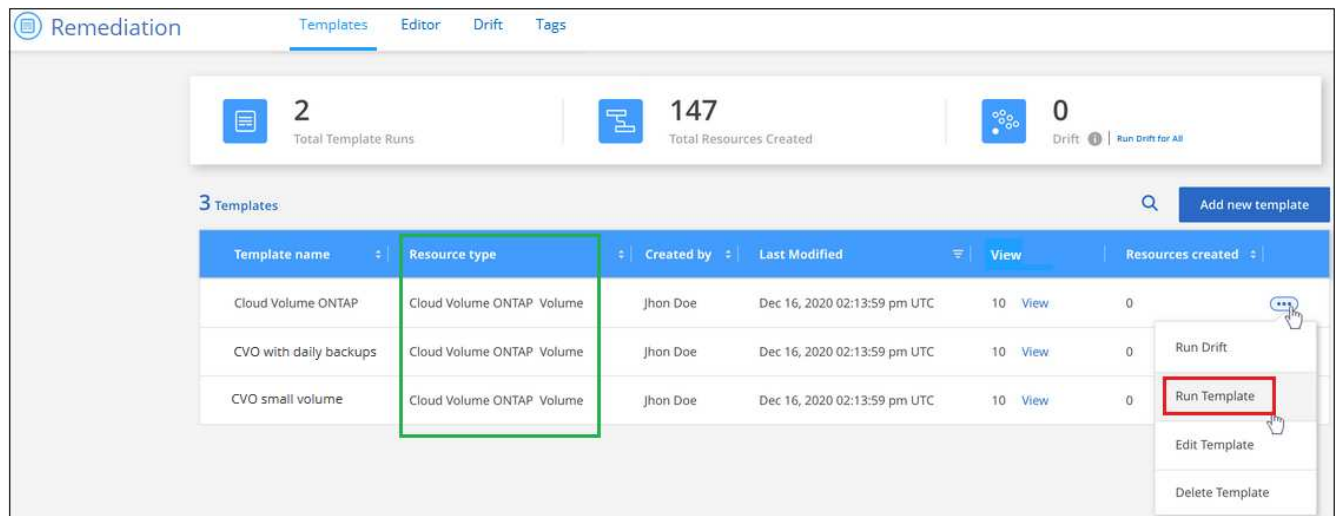 Remediation Templates Editor Drift Tags
2 147 0
Total Template Runs Total Resources Created Drift Run Drift for All
3 Templates Add new template
Template name Resource type Created by Last Modified View Resources created
Cloud Volume ONTAP Cloud Volume ONTAP Volume Jhon Doe Dec 16, 2020 02:13:59 pm UTC 10 View 0
Run Drift
CVO with daily backups Cloud Volume ONTAP Volume Jhon Doe Dec 16, 2020 02:13:59 pm UTC 10 View 0
CVO small volume Cloud Volume ONTAP Volume Jhon Doe Dec 16, 2020 02:13:59 pm UTC 10 View 0
Run Template
Edit Template
Delete Template